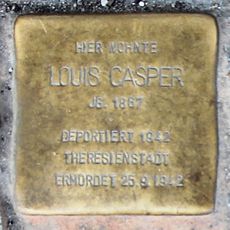 HIER WOHNTE
LOUIS CASPER
JG. 1867
DEPORTIERT 1942
THERESIENSTADT
ERMORDET 25.9.1942